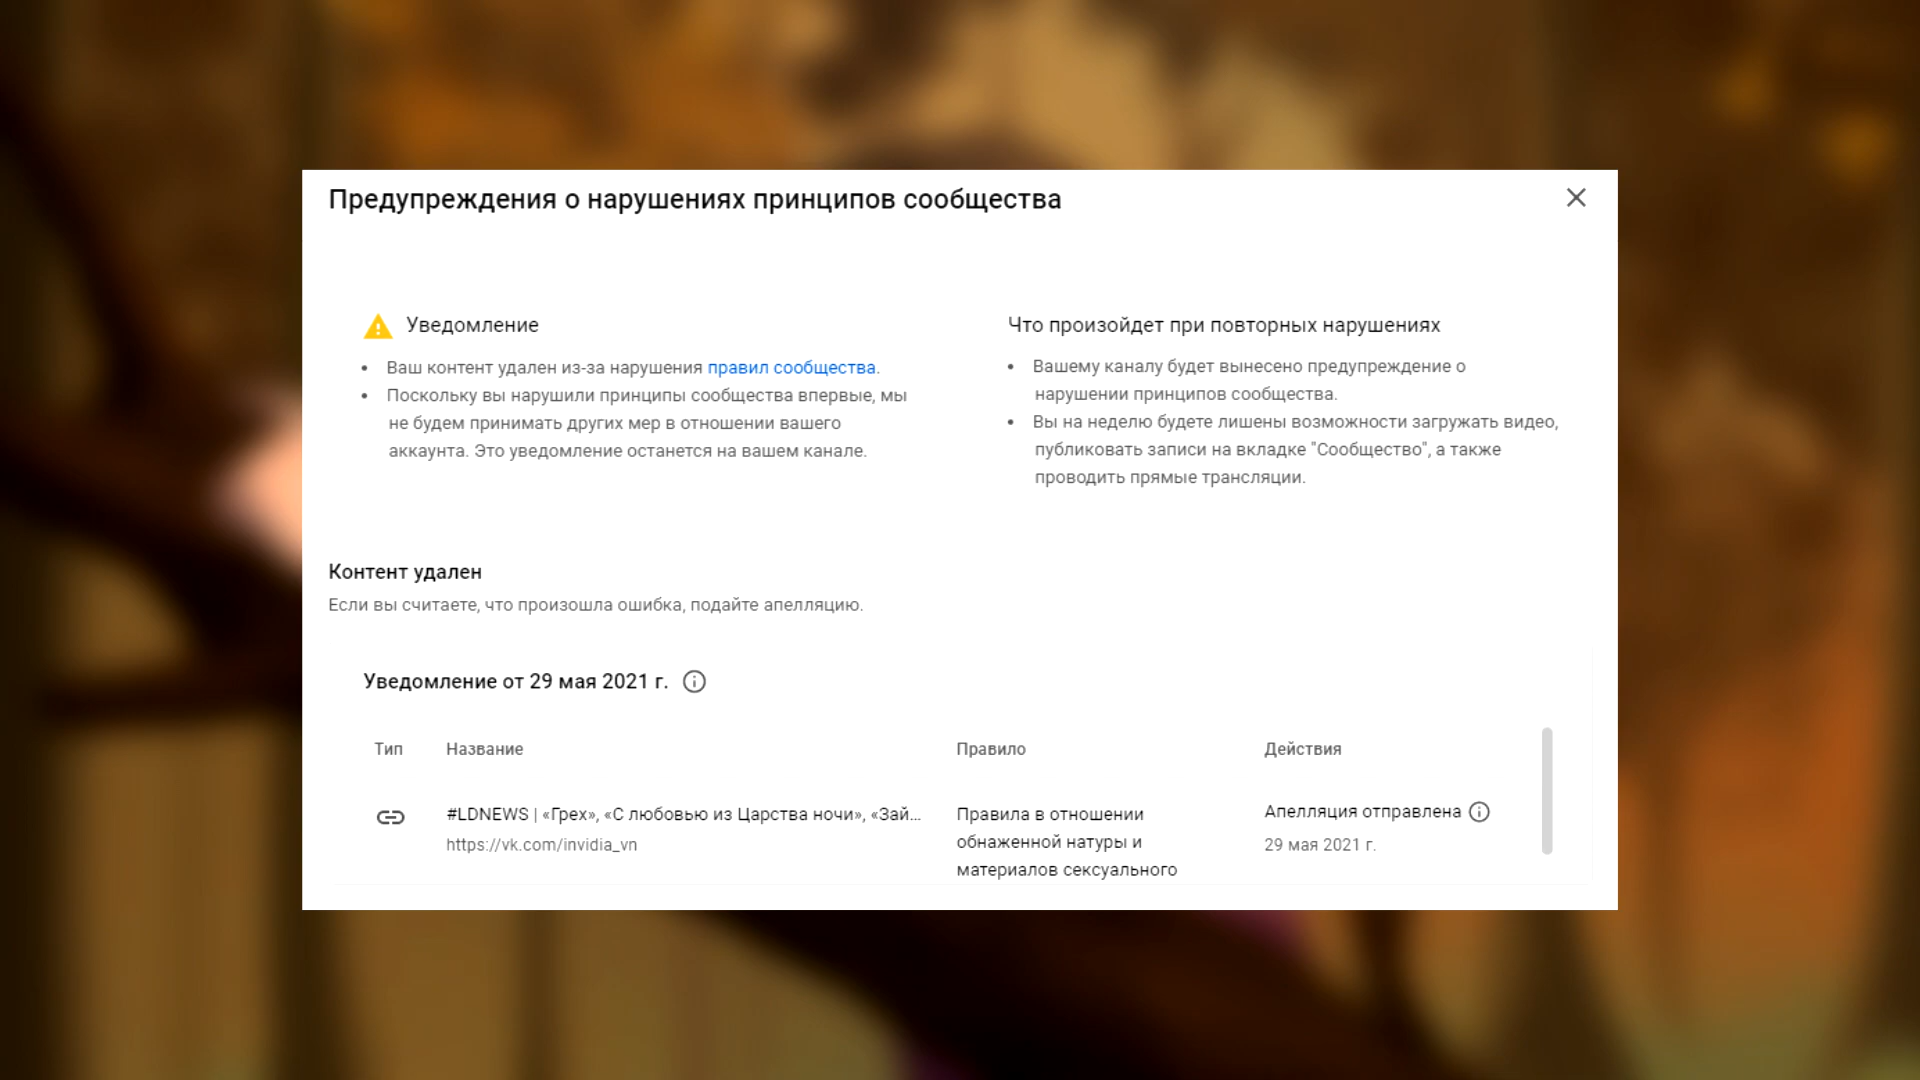 Предупреждения о нарушениях принципов сообщества
Уведомление
• Ваш контент удален из-за нарушения правил сообщества.
• Поскольку вы нарушили принципы сообщества впервые, мы
не будем принимать других мер в отношении вашего
аккаунта. Это уведомление останется на вашем канале.
Что произойдет при повторных нарушениях
• Вашему каналу будет вынесено предупреждение о
нарушении принципов сообщества.
• Вы на неделю будете лишены возможности загружать видео,
публиковать записи на вкладке "Сообщество", а также
проводить прямые трансляции.
Контент удален
Если вы считаете, что произошла ошибка, подайте апелляцию.
Уведомление от 29 мая 2021 г.
Тип Название Правило Действия
#LDNEWS | «Грех», «С любовью из Царства ночи», «Зай...
https://vk.com/invidia_vn
Правила в отношении
обнаженной натуры и
материалов сексуального
Апелляция отправлена
29 мая 2021 г.